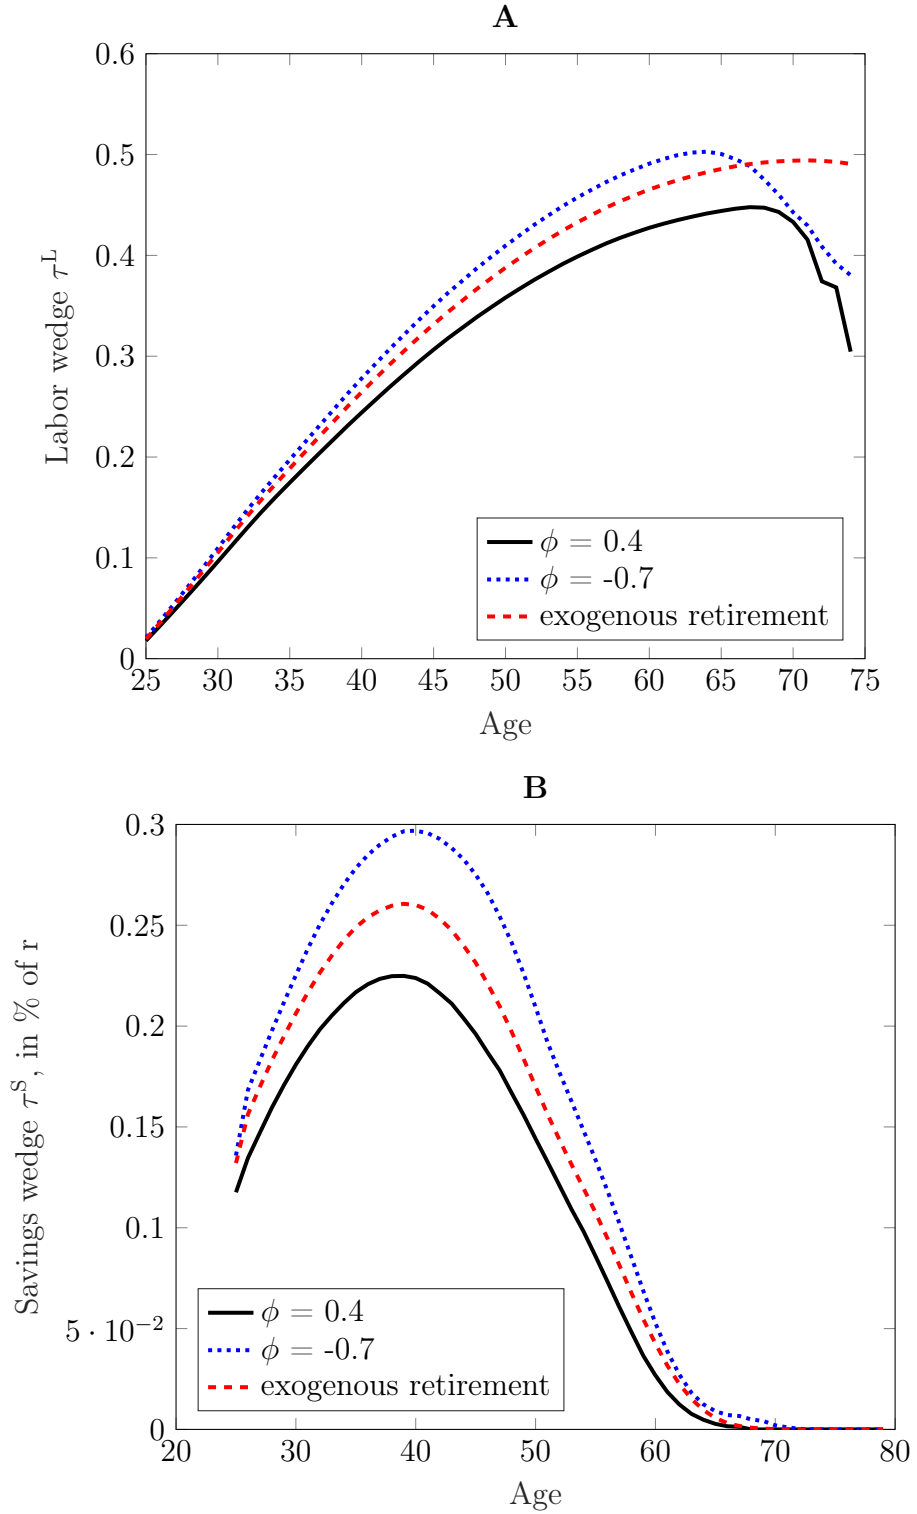 A
0.6
0.5
0.4
0.3
0.2
0.1
0
Labor wedge τ^L
ϕ = 0.4
ϕ = -0.7
exogenous retirement
25 30 35 40 45 50 55 60 65 70 75
Age
B
0.3
0.25
0.2
0.15
0.1
5 · 10^−2
0
Savings wedge τ^S, in % of r
ϕ = 0.4
ϕ = -0.7
exogenous retirement
20 30 40 50 60 70 80
Age